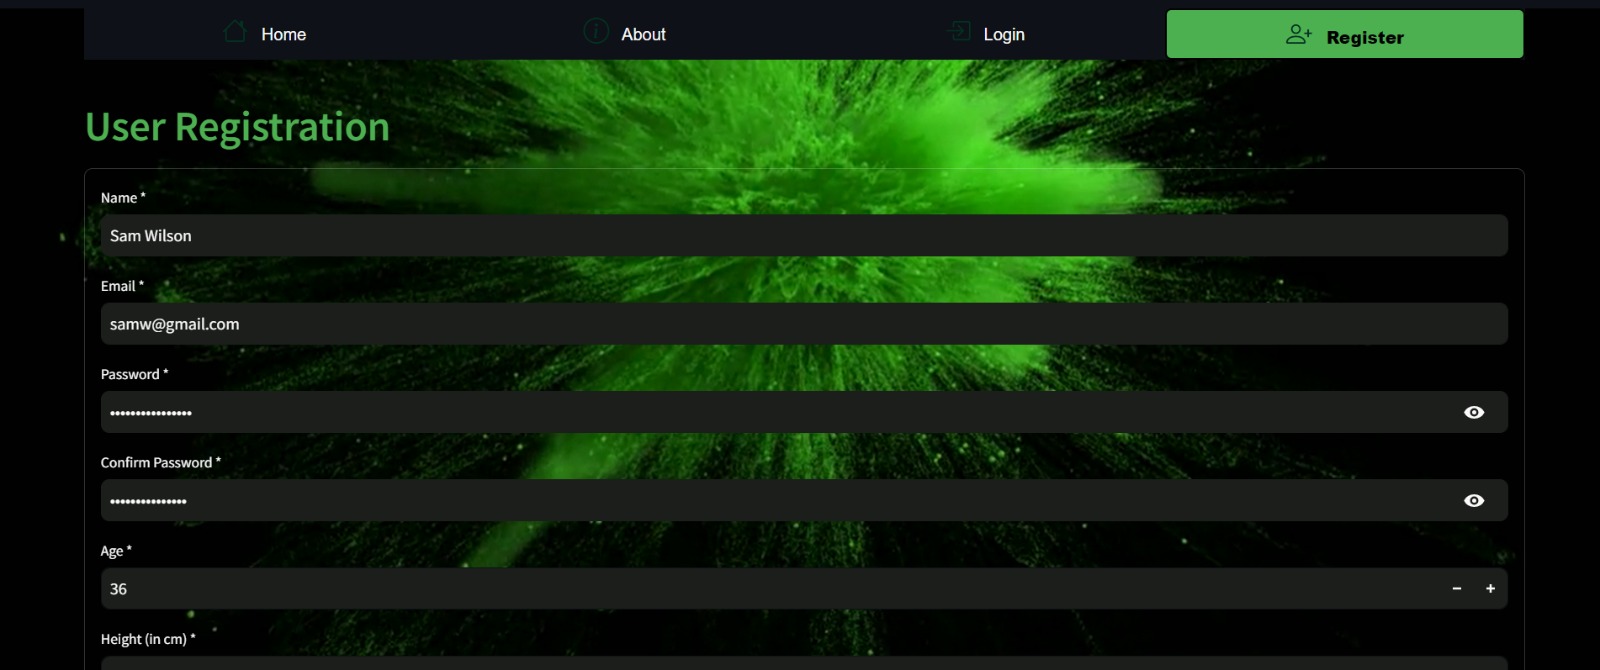 Home About Login Register
User Registration
Name *
Sam Wilson
Email *
samw@gmail.com
Password *
••••••••••••••••
Confirm Password *
•••••••••••••••
Age *
36
Height (in cm) *